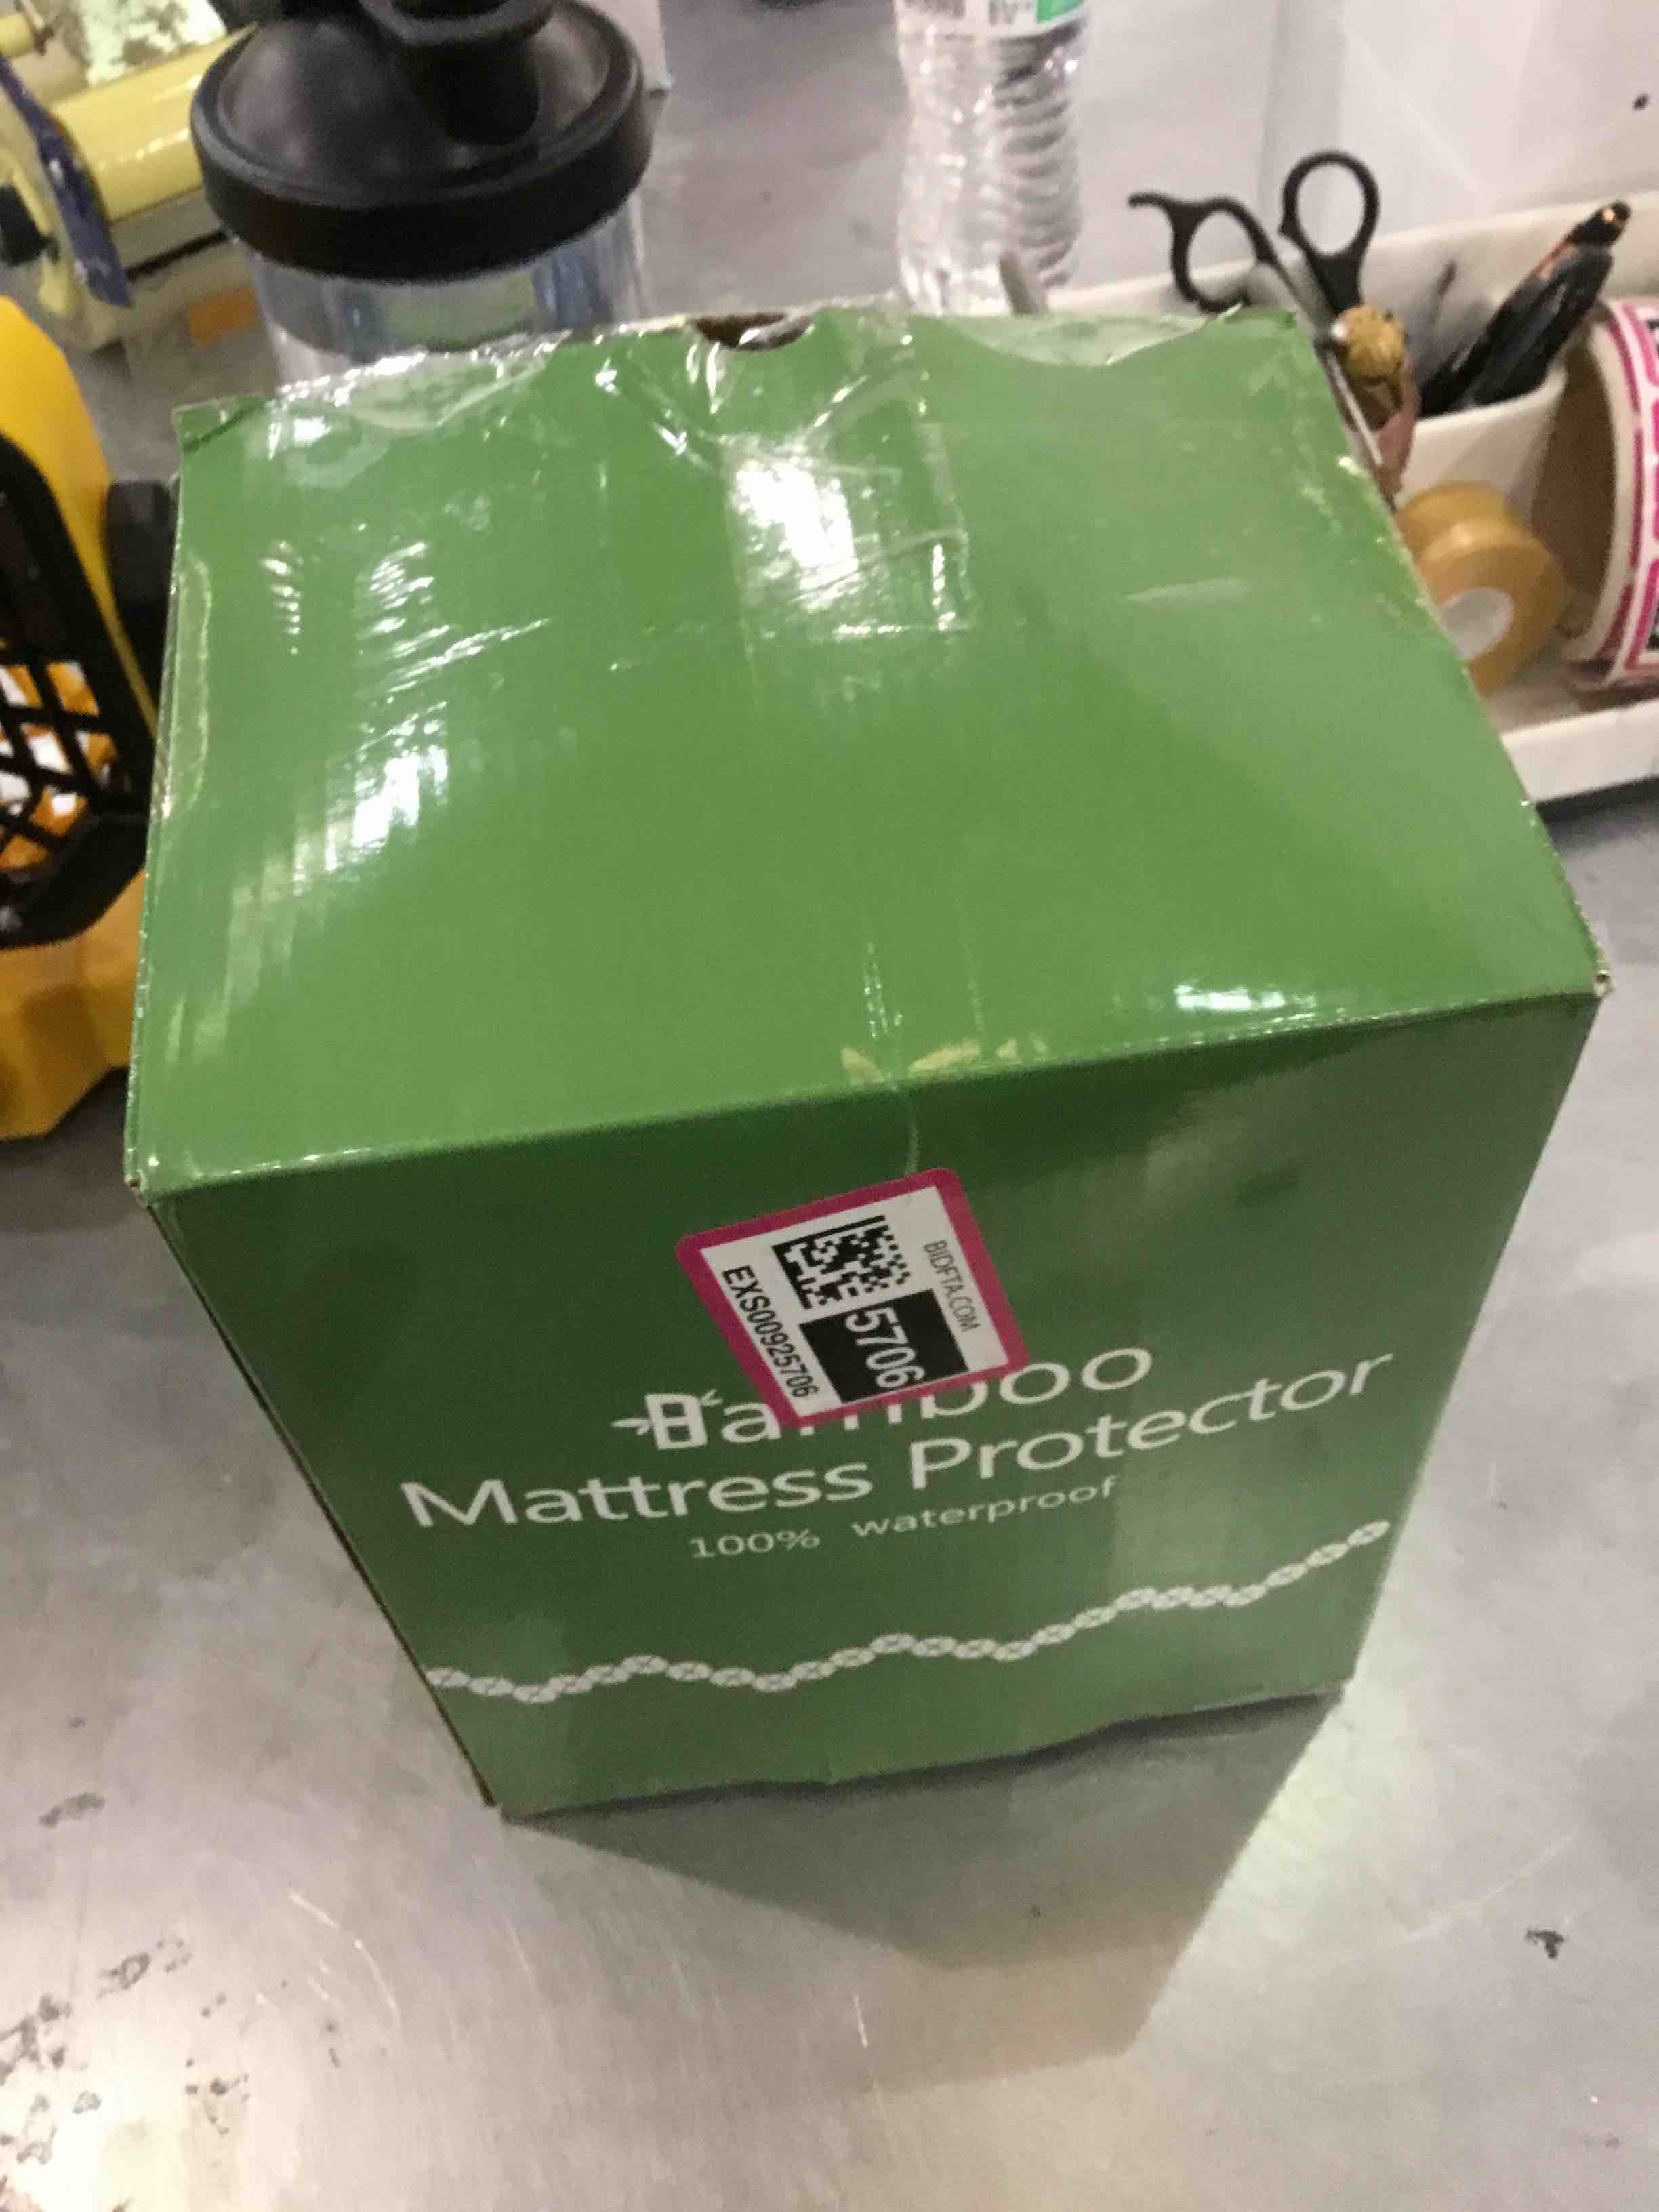 BIDFTA.COM
5706
EXS00925706
Bamboo
Mattress Protector
100% waterproof